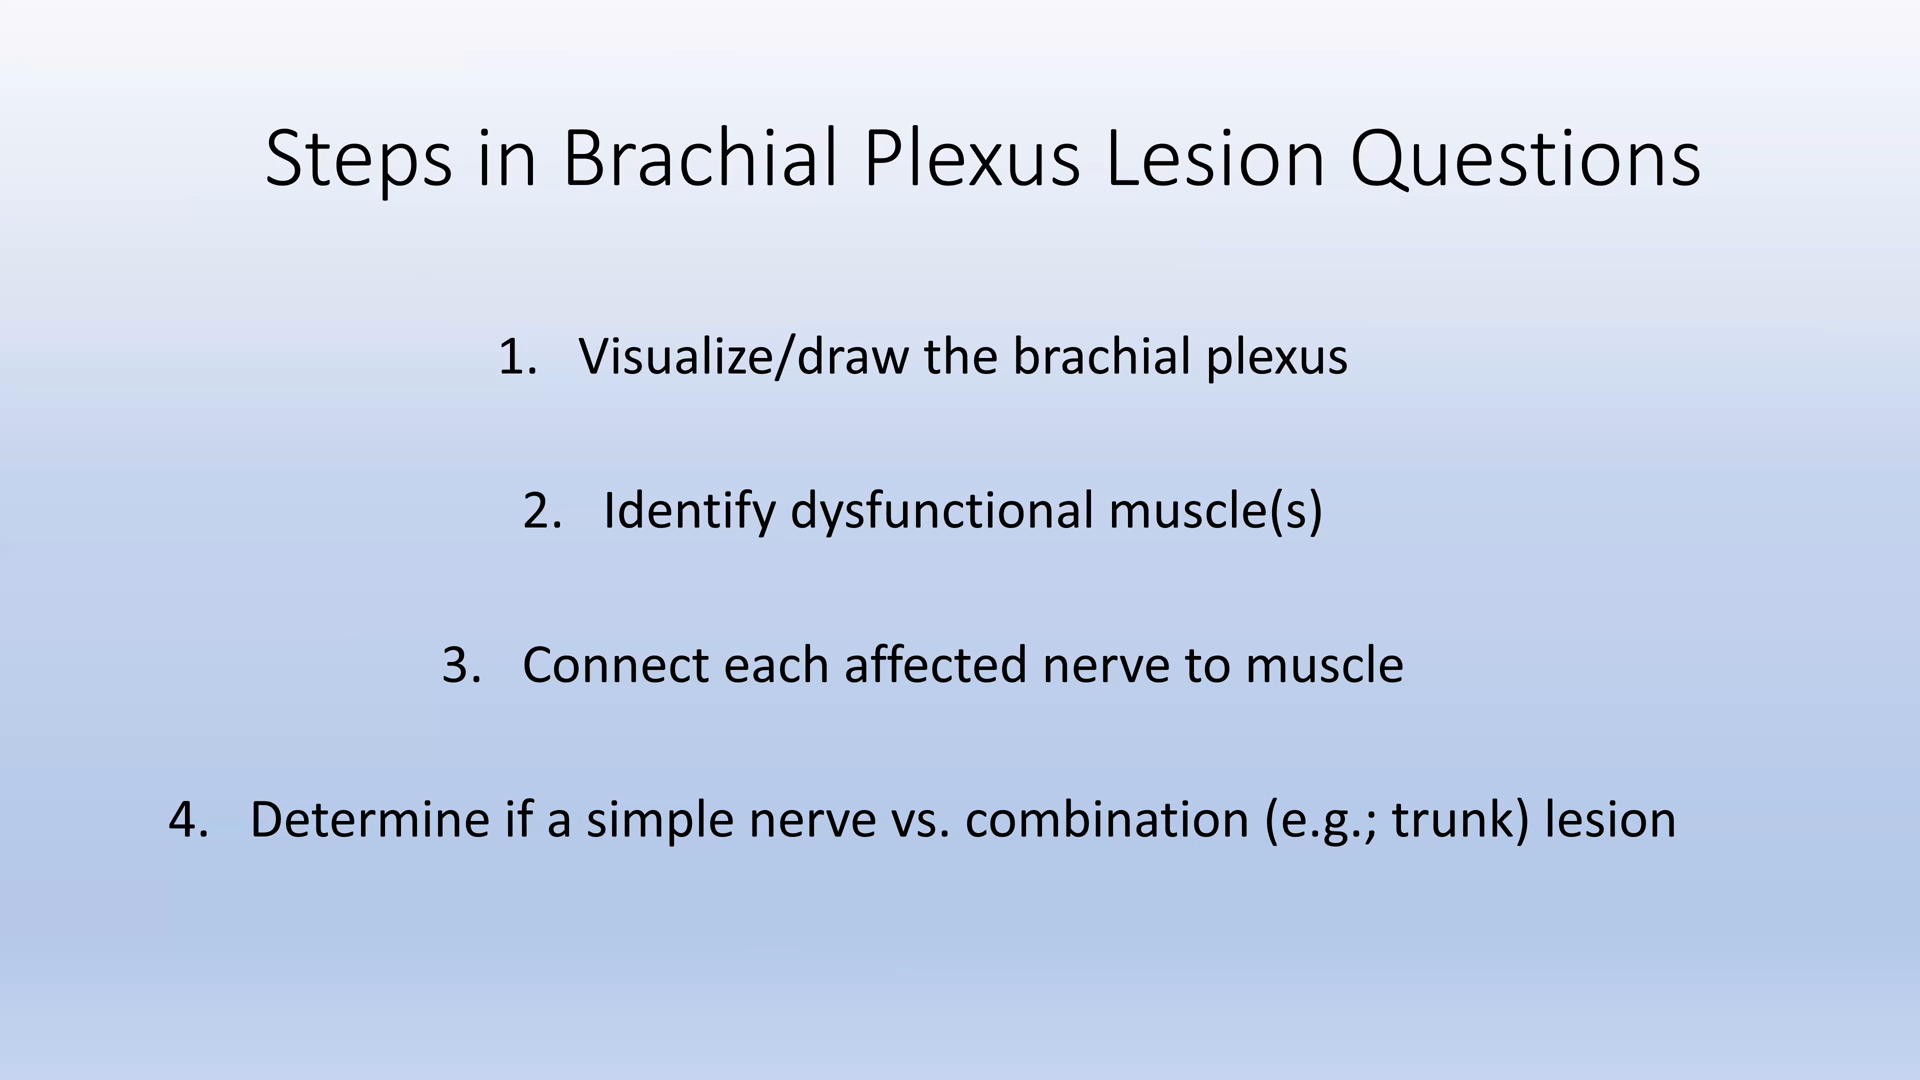 Steps in Brachial Plexus Lesion Questions
1. Visualize/draw the brachial plexus
2. Identify dysfunctional muscle(s)
3. Connect each affected nerve to muscle
4. Determine if a simple nerve vs. combination (e.g.; trunk) lesion